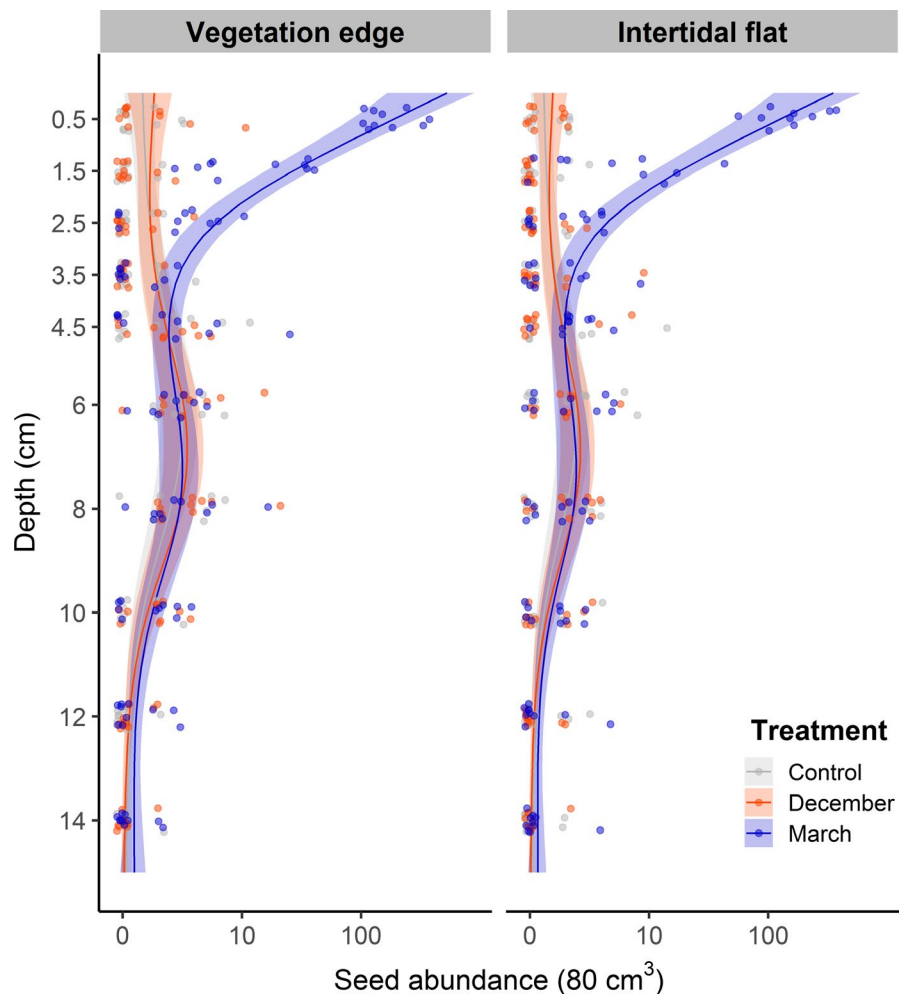 Vegetation edge
Intertidal flat
0.5
1.5
2.5
3.5
4.5
6
8
10
12
14
Depth (cm)
0 10 100
0 10 100
Seed abundance (80 cm³)
Treatment
Control
December
March